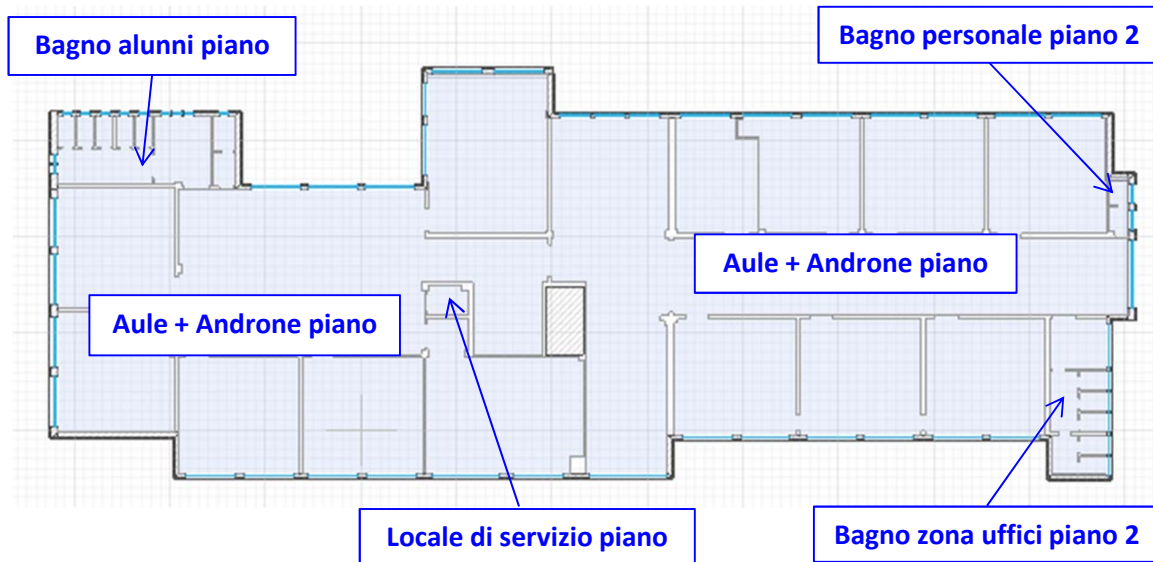 Bagno alunni piano
Bagno personale piano 2
Aule + Androne piano
Aule + Androne piano
Locale di servizio piano
Bagno zona uffici piano 2